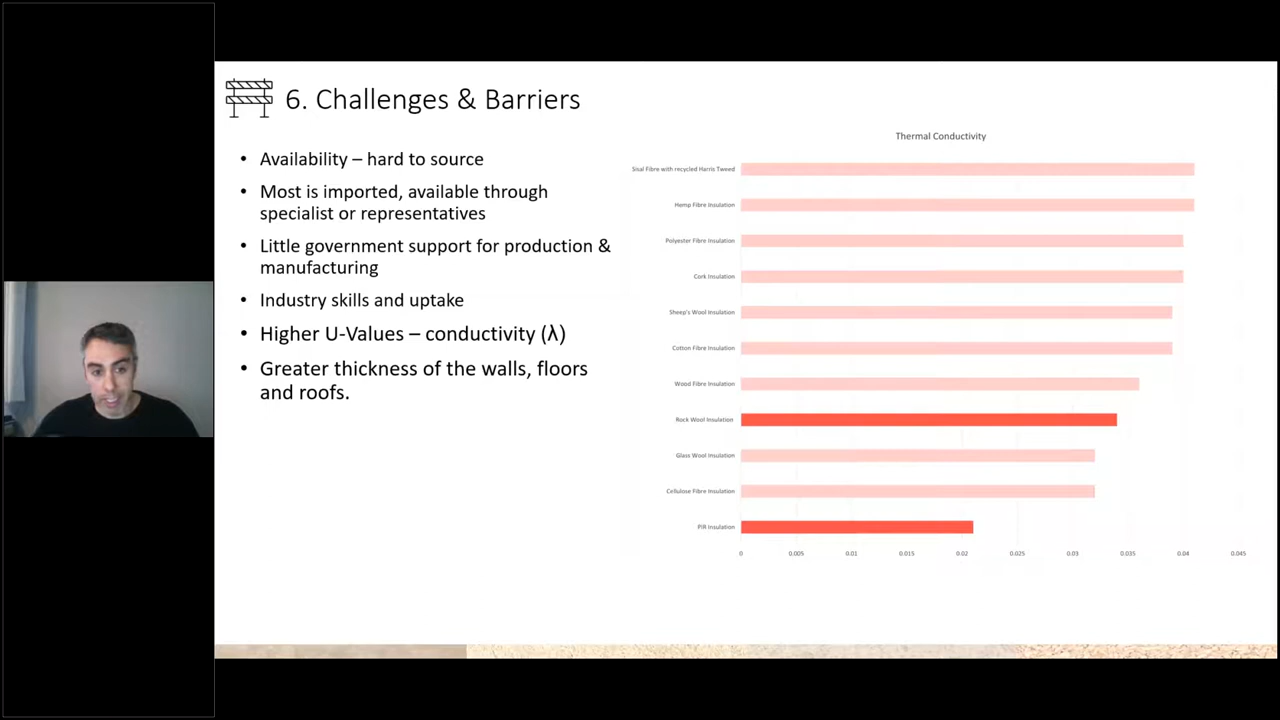 6. Challenges & Barriers
• Availability – hard to source
• Most is imported, available through
specialist or representatives
• Little government support for production &
manufacturing
• Industry skills and uptake
• Higher U-Values – conductivity (λ)
• Greater thickness of the walls, floors
and roofs.
Thermal Conductivity
Sisal Fibre with recycled Harris Tweed
Hemp Fibre Insulation
Polyester Fibre Insulation
Cork Insulation
Sheep's Wool Insulation
Cotton Fibre Insulation
Wood Fibre Insulation
Rock Wool Insulation
Glass Wool Insulation
Cellulose Fibre Insulation
PIR Insulation
0 0.005 0.01 0.015 0.02 0.025 0.03 0.035 0.04 0.045